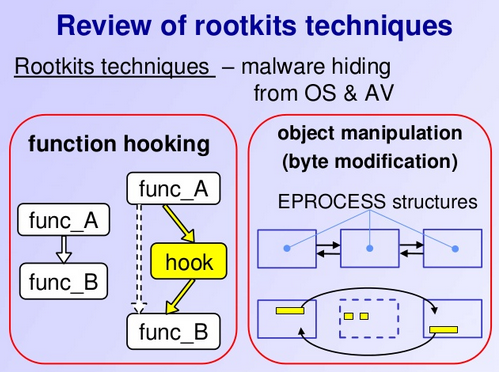 Review of rootkits techniques
Rootkits techniques – malware hiding
from OS & AV
function hooking
func_A
func_B
func_A
hook
func_B
object manipulation
(byte modification)
EPROCESS structures